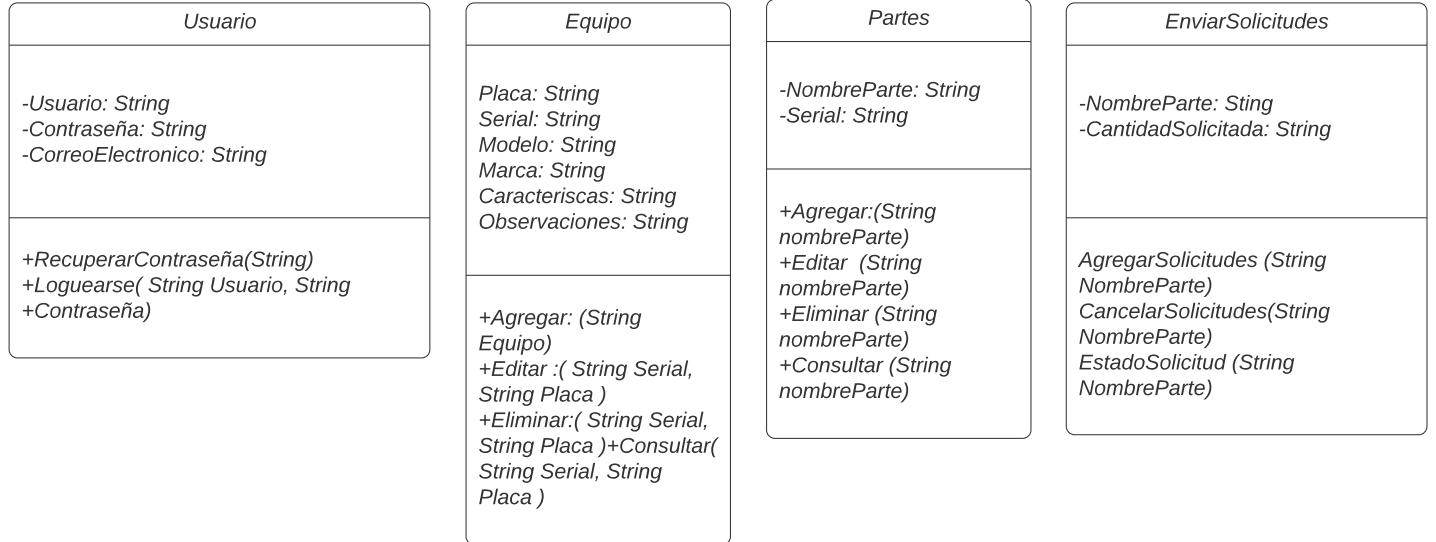 Usuario
-Usuario: String
-Contraseña: String
-CorreoElectronico: String
+RecuperarContraseña(String)
+Loguearse( String Usuario, String
+Contraseña)
Equipo
Placa: String
Serial: String
Modelo: String
Marca: String
Caracteriscas: String
Observaciones: String
+Agregar: (String
Equipo)
+Editar :( String Serial,
String Placa )
+Eliminar:( String Serial,
String Placa )+Consultar(
String Serial, String
Placa )
Partes
-NombreParte: String
-Serial: String
+Agregar:(String
nombreParte)
+Editar  (String
nombreParte)
+Eliminar (String
nombreParte)
+Consultar (String
nombreParte)
EnviarSolicitudes
-NombreParte: Sting
-CantidadSolicitada: String
AgregarSolicitudes (String
NombreParte)
CancelarSolicitudes(String
NombreParte)
EstadoSolicitud (String
NombreParte)